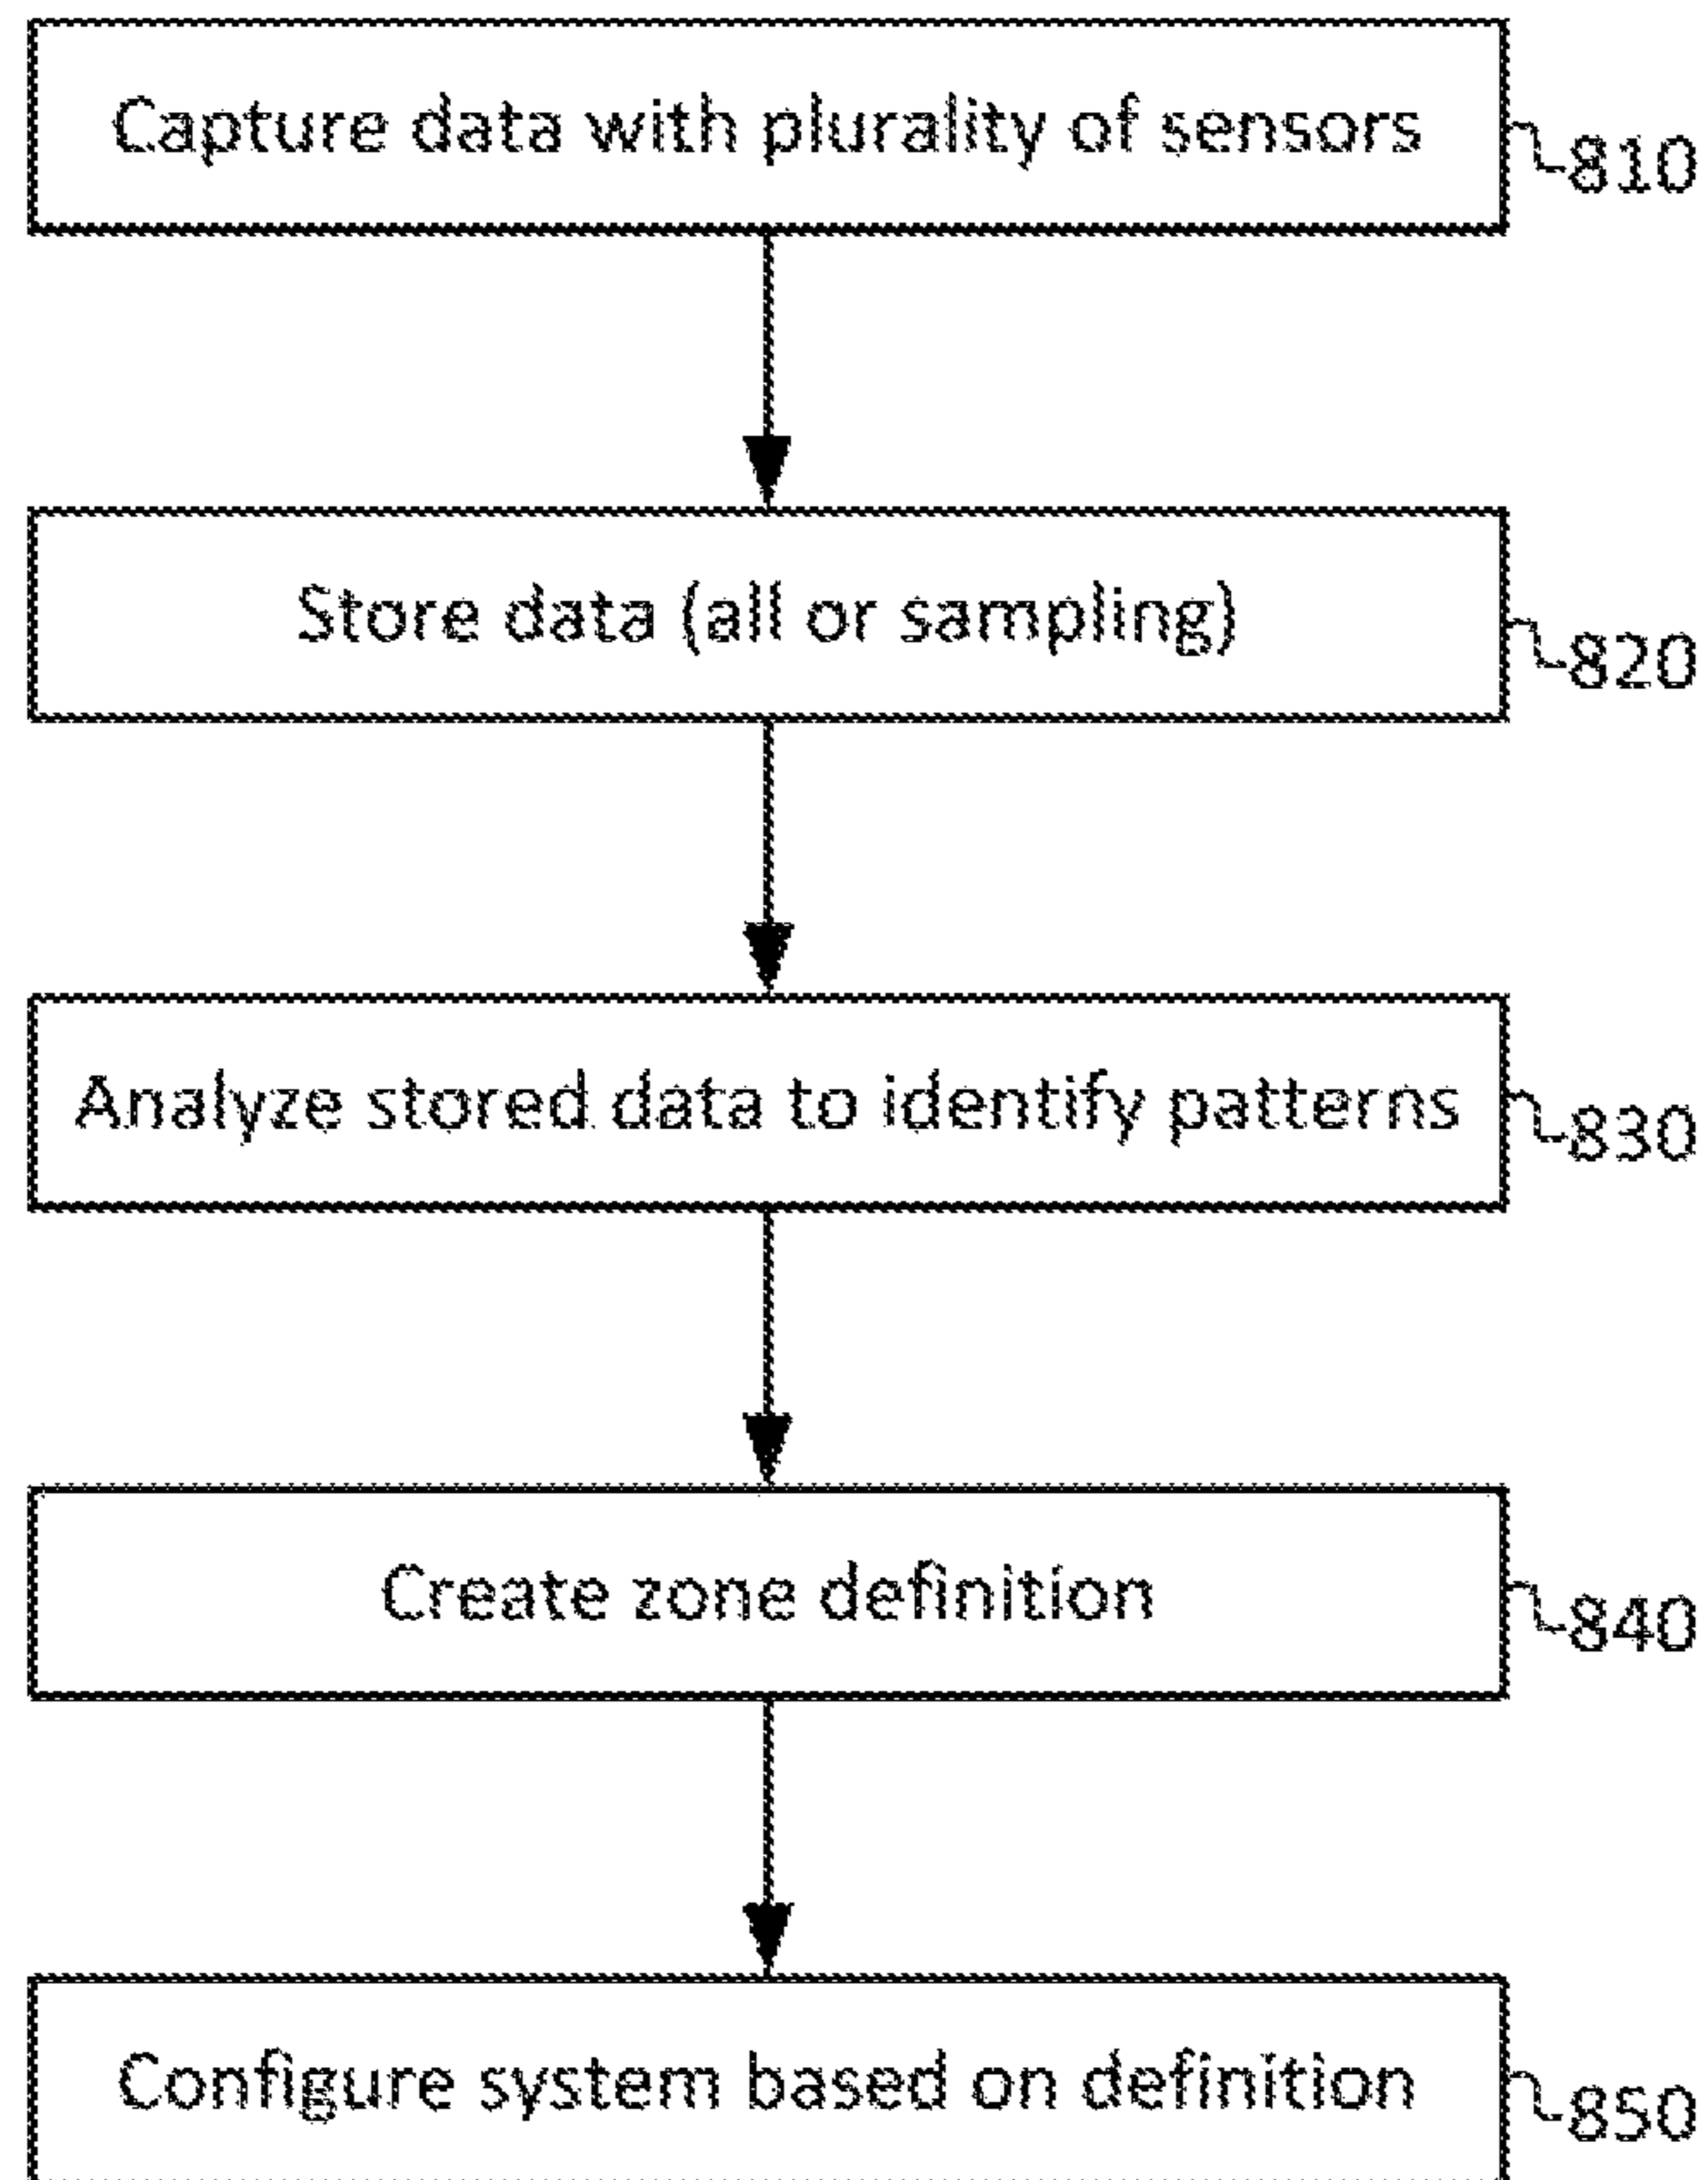 Capture data with plurality of sensors
810
Store data (all or sampling)
820
Analyze stored data to identify patterns
830
Create zone definition
840
Configure system based on definition
850